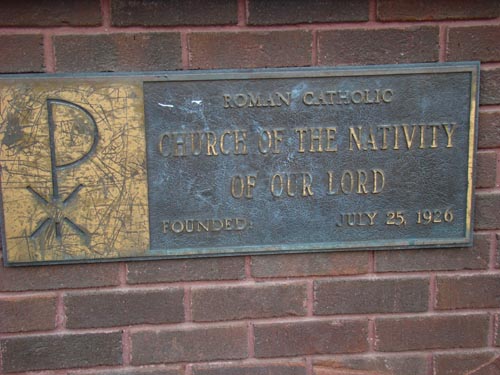 ROMAN CATHOLIC
CHURCH OF THE NATIVITY
OF OUR LORD
FOUNDED: JULY 25, 1926